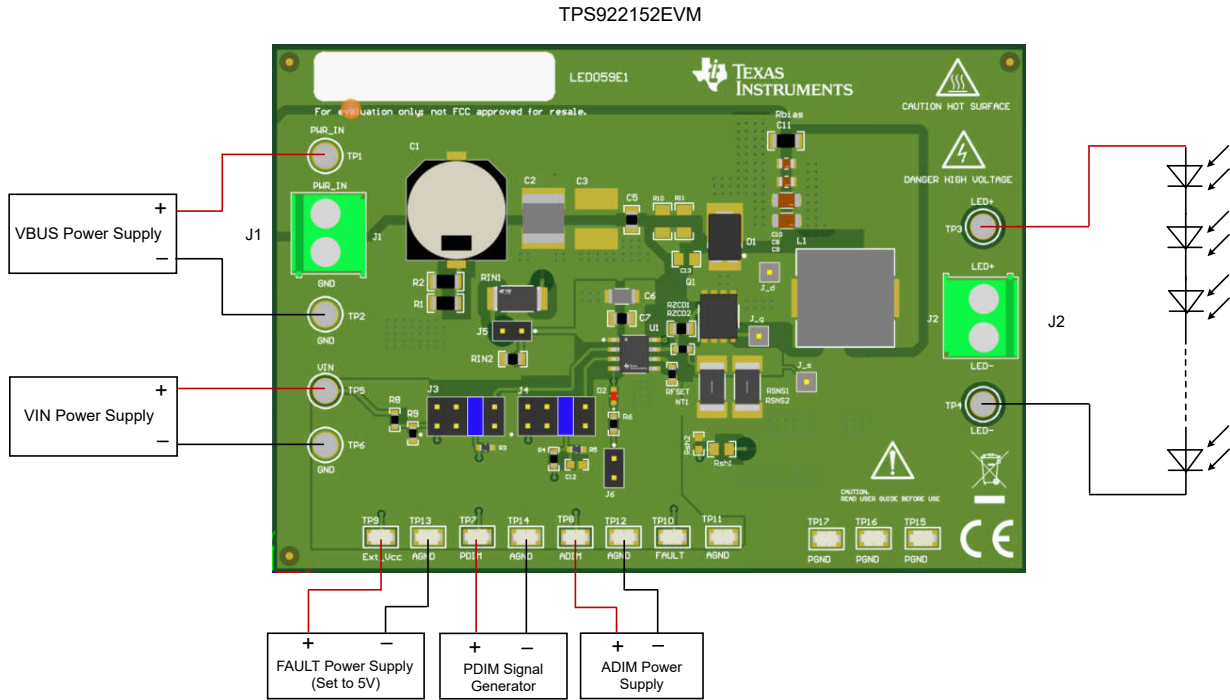 TPS922152EVM
LED059E1
TEXAS
INSTRUMENTS
CAUTION HOT SURFACE
For evaluation only; not FCC approved for resale.
Rbias
C11
PWR_IN
TP1
C1
DANGER HIGH VOLTAGE
PWR_IN
C2
C3
C5
R10
R11
LED+
TP3
+
VBUS Power Supply
–
J1
J1
D1
L1
C10
C8
C9
LED+
C13
GND
R2
R1
RIN1
C6
Q1
J_d
J2
J2
TP2
GND
J5
C7
RZCD1
RZCD2
U1
J_g
RIN2
LED-
VIN
TP5
+
VIN Power Supply
–
J3
J4
D2
RFSET
NT1
RSNS1
RSNS2
J_s
TP4
LED-
R8
R9
R6
TP6
GND
R3
R4
R5
C12
Rsh2
Rsh1
J6
CAUTION,
READ USER GUIDE BEFORE USE
TP9
TP13
TP7
TP14
TP8
TP12
TP10
TP11
TP17
TP16
TP15
CE
Ext_Vcc
AGND
PDIM
AGND
ADIM
AGND
FAULT
AGND
PGND
PGND
PGND
+ –
FAULT Power Supply
(Set to 5V)
+ –
PDIM Signal
Generator
+ –
ADIM Power
Supply